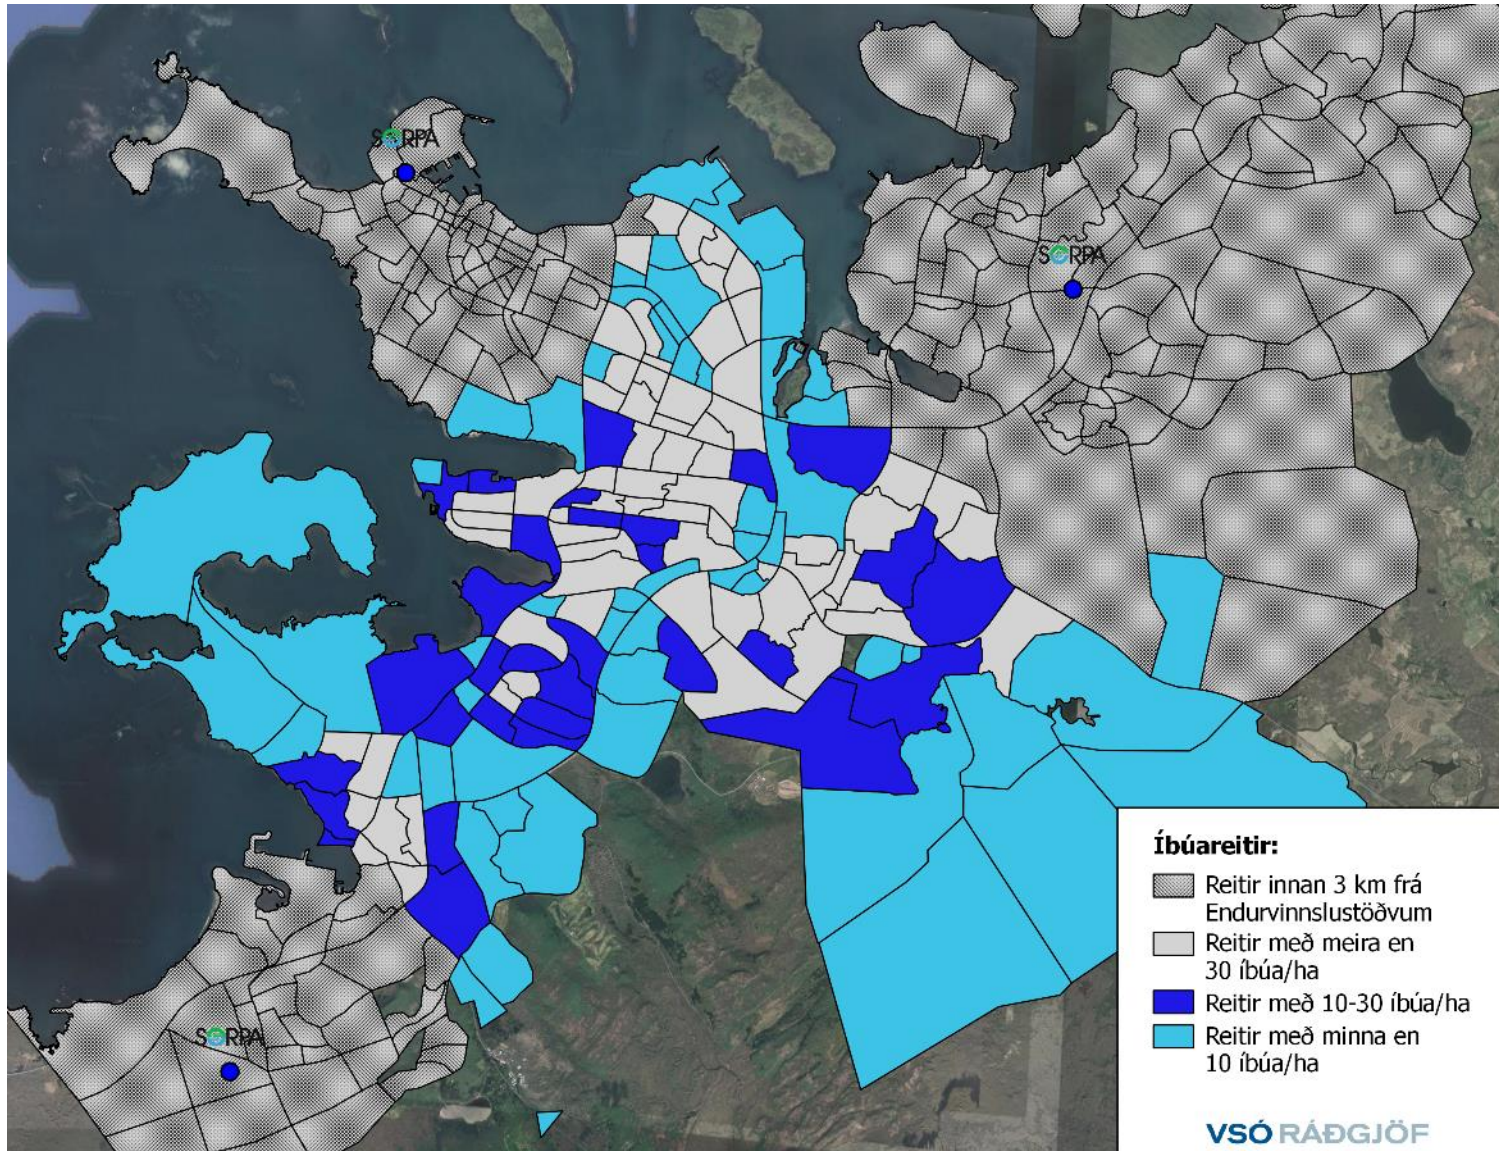 SORPA
SORPA
SORPA
Íbúareitir:
Reitir innan 3 km frá
Endurvinnslustöðvum
Reitir með meira en
30 íbúa/ha
Reitir með 10-30 íbúa/ha
Reitir með minna en
10 íbúa/ha
VSÓ RÁÐGJÖF